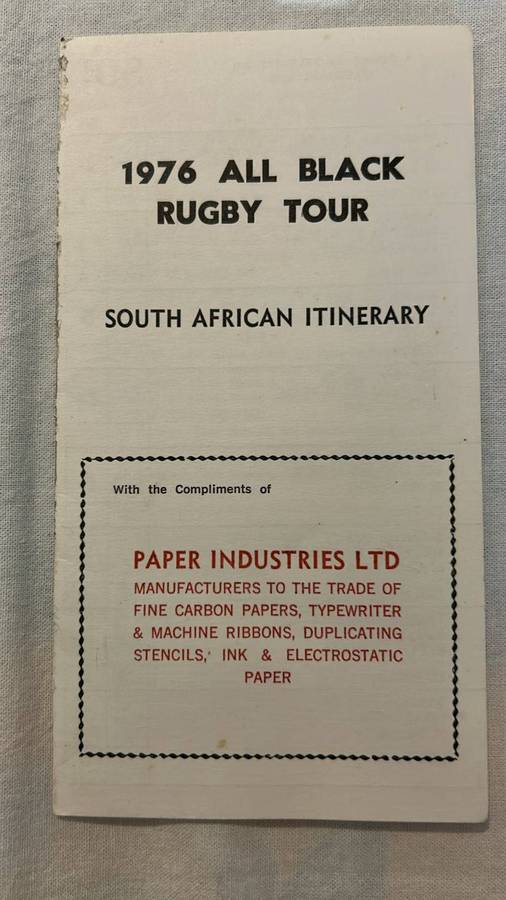 1976 ALL BLACK
RUGBY TOUR
SOUTH AFRICAN ITINERARY
With the Compliments of
PAPER INDUSTRIES LTD
MANUFACTURERS TO THE TRADE OF
FINE CARBON PAPERS, TYPEWRITER
& MACHINE RIBBONS, DUPLICATING
STENCILS, INK & ELECTROSTATIC
PAPER